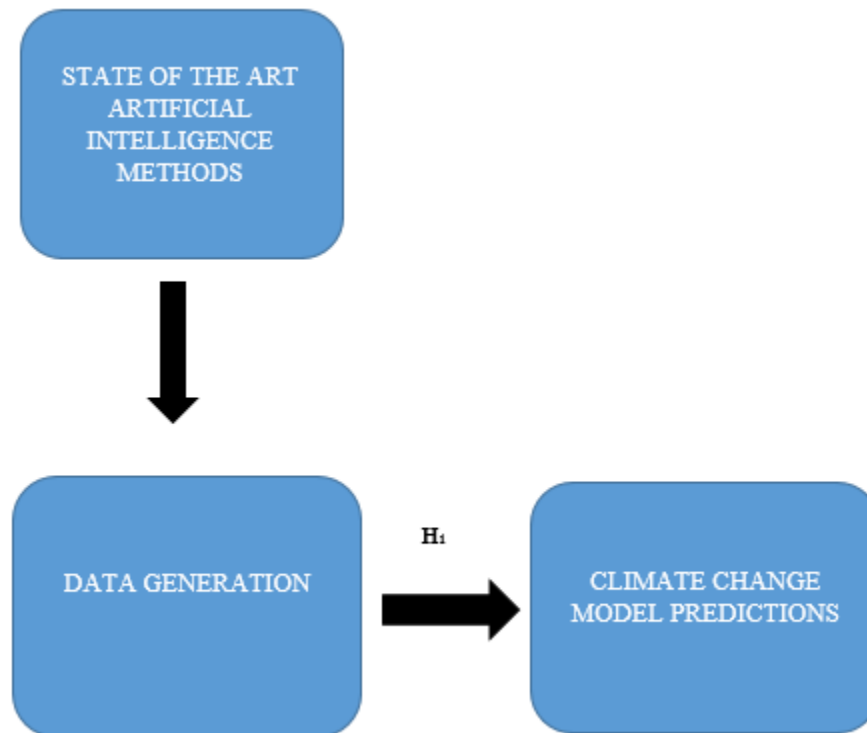 STATE OF THE ART
ARTIFICIAL
INTELLIGENCE
METHODS
H₁
DATA GENERATION
CLIMATE CHANGE
MODEL PREDICTIONS